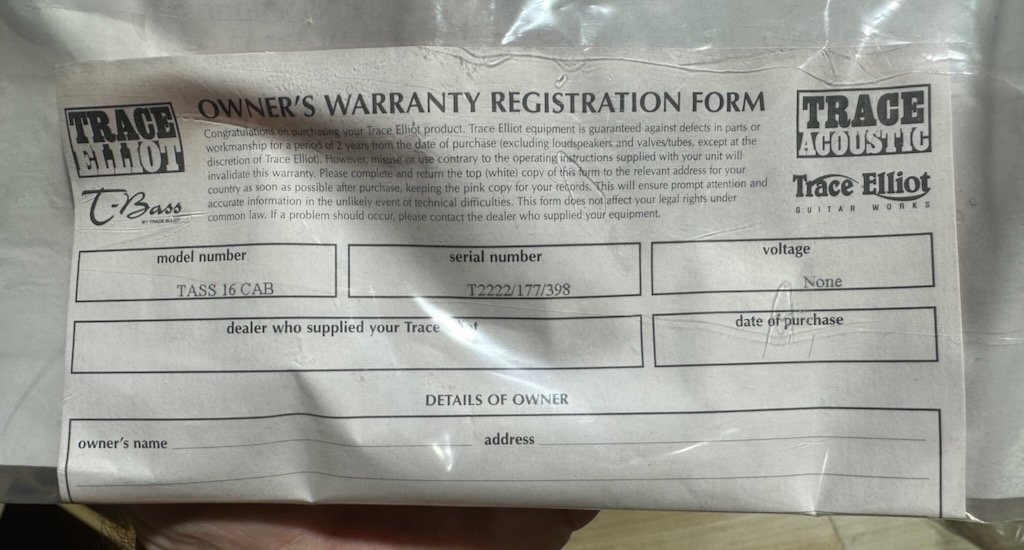 TRACE
ELLIOT
T-Bass
BY TRACE ELLIOT
OWNER'S WARRANTY REGISTRATION FORM
Congratulations on purchasing your Trace Elliot product. Trace Elliot equipment is guaranteed against defects in parts or
workmanship for a period of 2 years from the date of purchase (excluding loudspeakers and valves/tubes, except at the
discretion of Trace Elliot). However, misuse or use contrary to the operating instructions supplied with your unit will
invalidate this warranty. Please complete and return the top (white) copy of this form to the relevant address for your
country as soon as possible after purchase, keeping the pink copy for your records. This will ensure prompt attention and
accurate information in the unlikely event of technical difficulties. This form does not affect your legal rights under
common law. If a problem should occur, please contact the dealer who supplied your equipment.
TRACE
ACOUSTIC
Trace Elliot
GUITAR WORKS
model number
TASS 16 CAB
serial number
T2222/177/398
voltage
None
dealer who supplied your Trace
date of purchase
DETAILS OF OWNER
owner's name
address